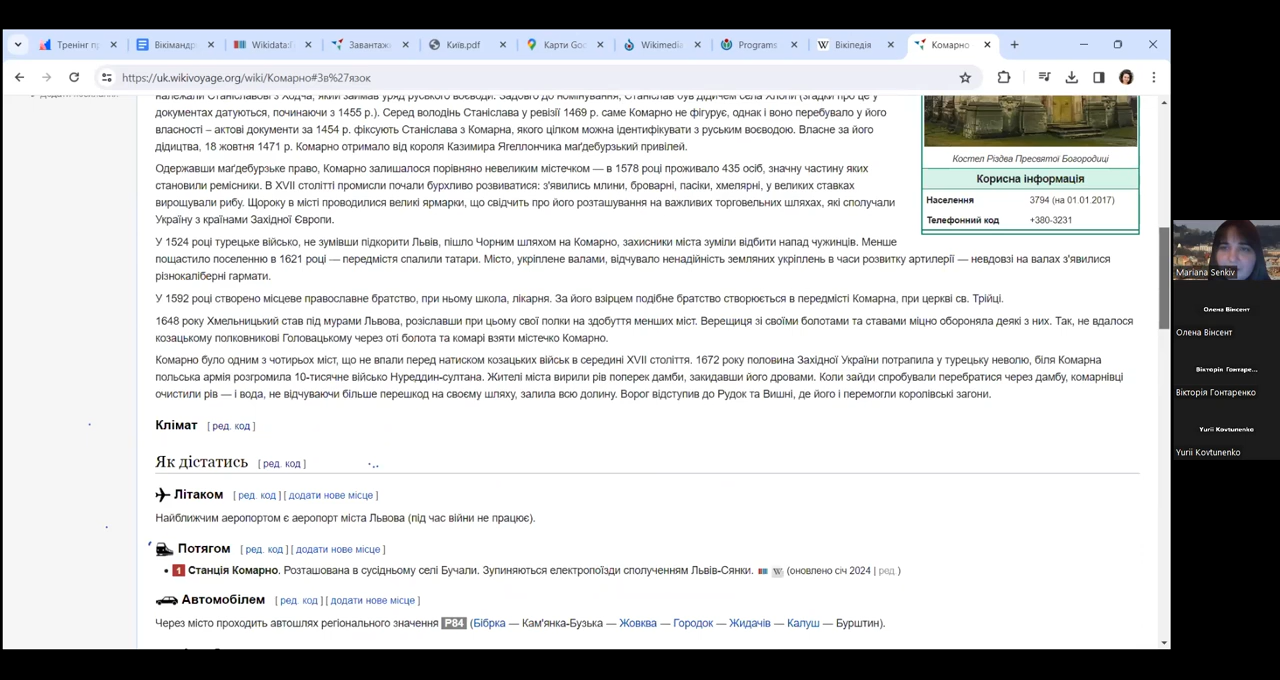 Тренінг п
Вікімандр
Wikidata:І
Завантаж
Київ.pdf
Карти Goo
Wikimedia
Programs
Вікіпедія
Комарно
https://uk.wikivoyage.org/wiki/Комарно#Зв%27язок
належали Станіславові з Ходча, який займав уряд руського воєводи. Задовго до номінування, Станіслав був дідичем села Хлопи (згадки про це у
документах датуються, починаючи з 1455 р.). Серед володінь Станіслава у ревізії 1469 р. саме Комарно не фігурує, однак і воно перебувало у його
власності – актові документи за 1454 р. фіксують Станіслава з Комарна, якого цілком можна ідентифікувати з руським воєводою. Власне за його
дідицтва, 18 жовтня 1471 р. Комарно отримало від короля Казимира Ягеллончика маґдебурзький привілей.
Одержавши маґдебурзьке право, Комарно залишалося порівняно невеликим містечком — в 1578 році проживало 435 осіб, значну частину яких
становили ремісники. В XVII столітті промисли почали бурхливо розвиватися: з'явились млини, броварні, пасіки, хмелярні, у великих ставках
вирощували рибу. Щороку в місті проводилися великі ярмарки, що свідчить про його розташування на важливих торговельних шляхах, які сполучали
Україну з країнами Західної Європи.
У 1524 році турецьке військо, не зумівши підкорити Львів, пішло Чорним шляхом на Комарно, захисники міста зуміли відбити напад чужинців. Менше
пощастило поселенню в 1621 році — передмістя спалили татари. Місто, укріплене валами, відчувало ненадійність земляних укріплень в часи розвитку артилерії — невдовзі на валах з'явилися
різнокаліберні гармати.
У 1592 році створено місцеве православне братство, при ньому школа, лікарня. За його взірцем подібне братство створюється в передмісті Комарна, при церкві св. Трійці.
1648 року Хмельницький став під мурами Львова, розіславши при цьому свої полки на здобуття менших міст. Верещиця зі своїми болотами та ставами міцно обороняла деякі з них. Так, не вдалося
козацькому полковникові Головацькому через оті болота та комарі взяти містечко Комарно.
Комарно було одним з чотирьох міст, що не впали перед натиском козацьких військ в середині XVII століття. 1672 року половина Західної України потрапила у турецьку неволю, біля Комарна
польська армія розгромила 10-тисячне військо Нуреддин-султана. Жителі міста вирили рів поперек дамби, закидавши його дровами. Коли зайди спробували перебратися через дамбу, комарнівці
очистили рів — і вода, не відчуваючи більше перешкод на своєму шляху, залила всю долину. Ворог відступив до Рудок та Вишні, де його і перемогли королівські загони.
Костел Різдва Пресвятої Богородиці
Корисна інформація
Населення 3794 (на 01.01.2017)
Телефонний код +380-3231
Клімат [ ред. код ]
Як дістатись [ ред. код ]
Літаком [ ред. код ] [ додати нове місце ]
Найближчим аеропортом є аеропорт міста Львова (під час війни не працює).
Потягом [ ред. код ] [ додати нове місце ]
1 Станція Комарно. Розташована в сусідньому селі Бучали. Зупиняються електропоїзди сполученням Львів-Сянки. W (оновлено січ 2024 | ред )
Автомобілем [ ред. код ] [ додати нове місце ]
Через місто проходить автошлях регіонального значення P84 (Бібрка — Кам'янка-Бузька — Жовква — Городок — Жидачів — Калуш — Бурштин).
Mariana Senkiv
Олена Вінсент
Олена Вінсент
Вікторія Гонтаре...
Вікторія Гонтаренко
Yurii Kovtunenko
Yurii Kovtunenko